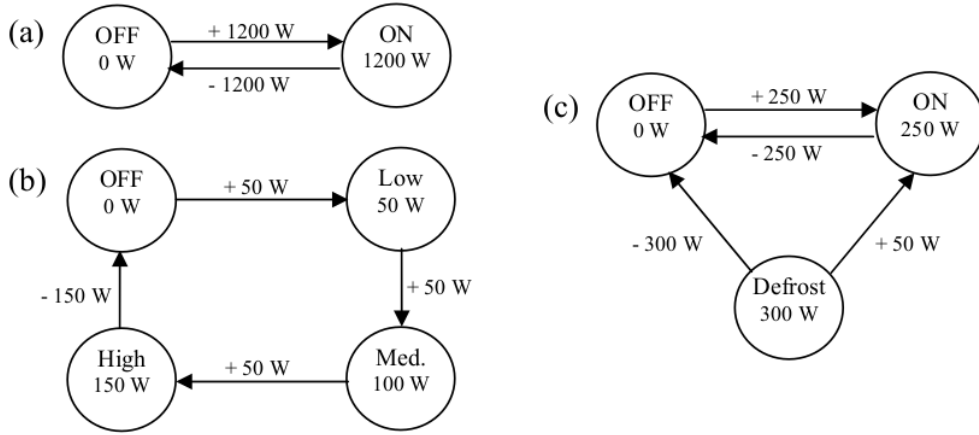 (a)
OFF
0 W
+ 1200 W
- 1200 W
ON
1200 W
(b)
OFF
0 W
+ 50 W
Low
50 W
- 150 W
+ 50 W
High
150 W
+ 50 W
Med.
100 W
(c)
OFF
0 W
+ 250 W
- 250 W
ON
250 W
- 300 W
+ 50 W
Defrost
300 W